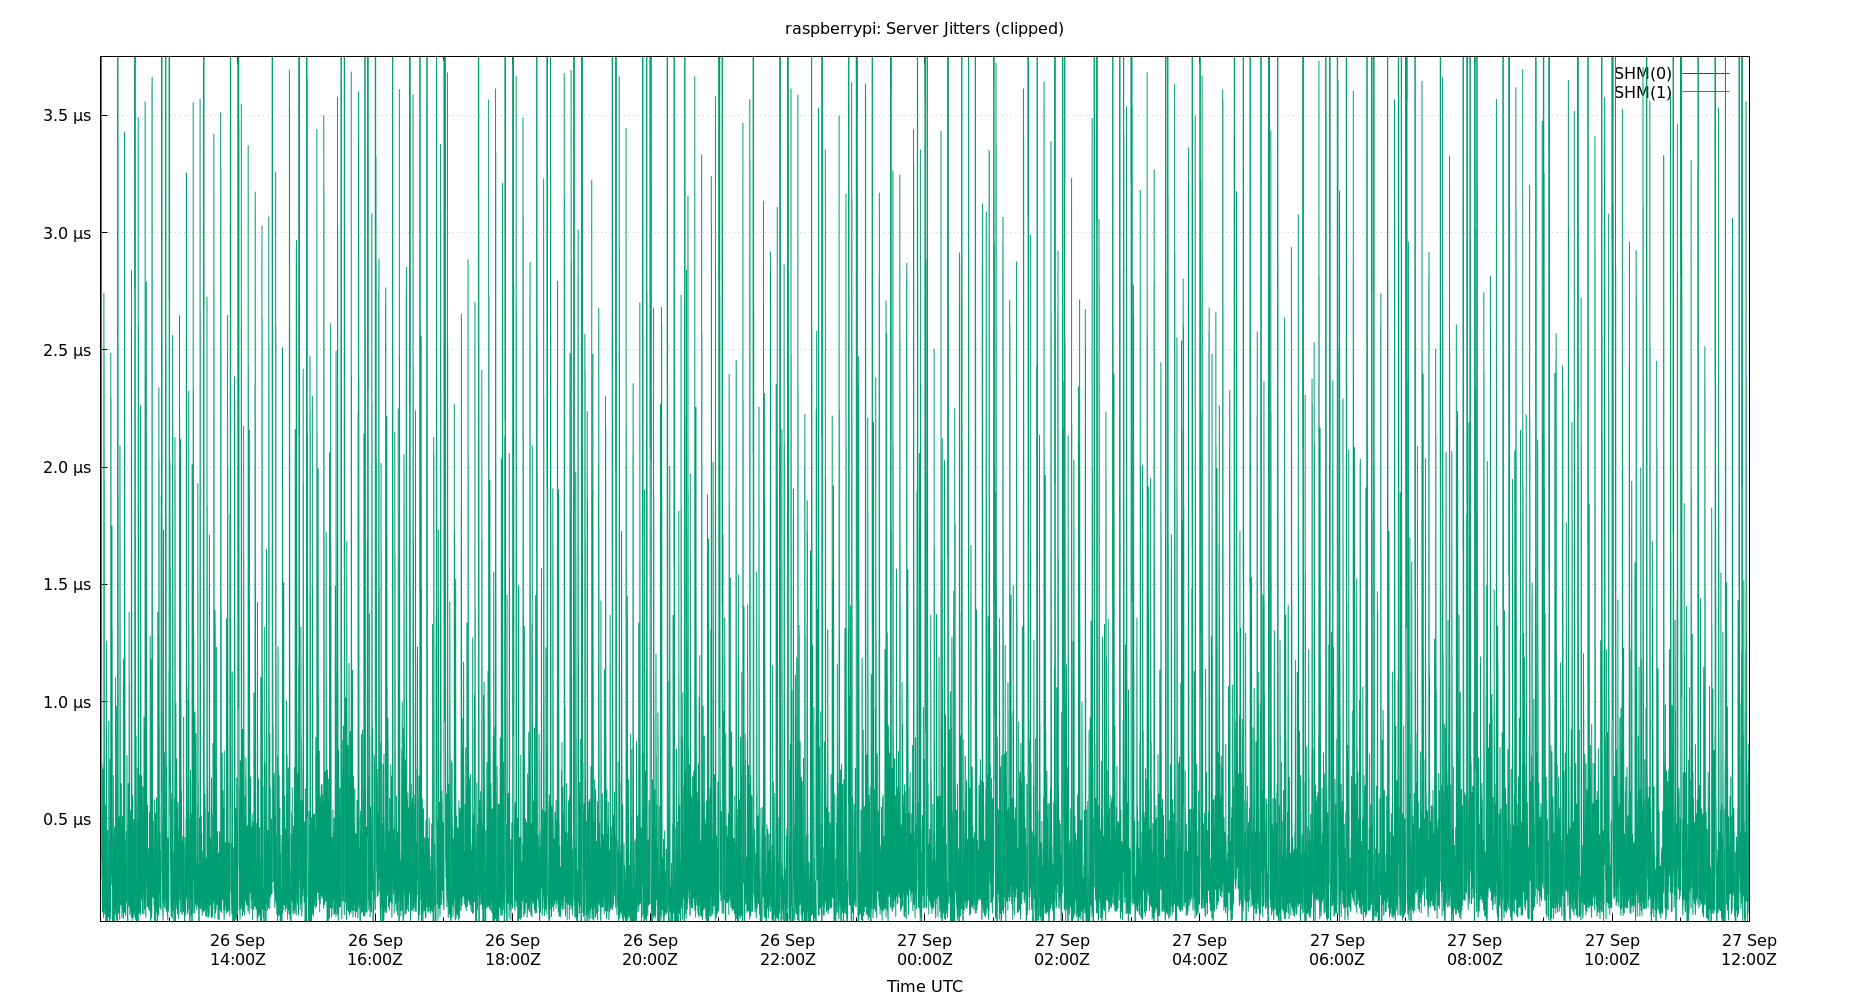 raspberrypi: Server Jitters (clipped)
SHM(0)
SHM(1)
3.5 μs
3.0 μs
2.5 μs
2.0 μs
1.5 μs
1.0 μs
0.5 μs
26 Sep 26 Sep 26 Sep 26 Sep 26 Sep 27 Sep 27 Sep 27 Sep 27 Sep 27 Sep 27 Sep 27 Sep
14:00Z 16:00Z 18:00Z 20:00Z 22:00Z 00:00Z 02:00Z 04:00Z 06:00Z 08:00Z 10:00Z 12:00Z
Time UTC